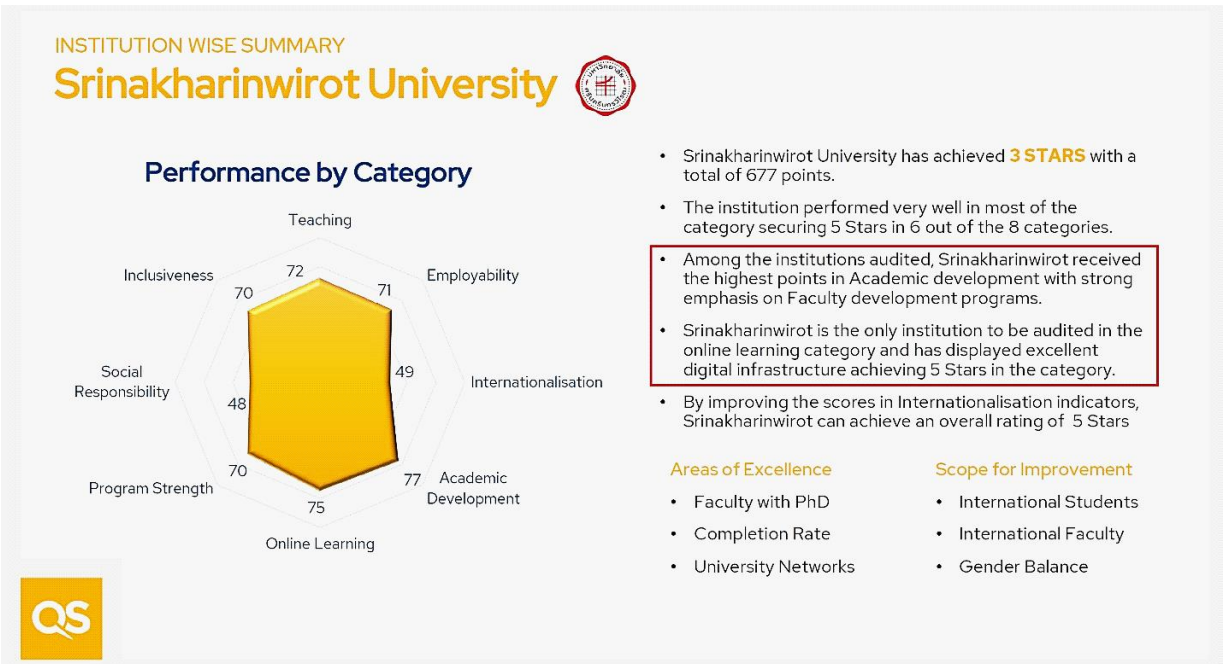 INSTITUTION WISE SUMMARY
Srinakharinwirot University
Performance by Category
Teaching
72
Employability
71
Internationalisation
49
Academic
Development
77
Online Learning
75
Program Strength
70
Social
Responsibility
48
Inclusiveness
70
• Srinakharinwirot University has achieved 3 STARS with a
total of 677 points.
• The institution performed very well in most of the
category securing 5 Stars in 6 out of the 8 categories.
• Among the institutions audited, Srinakharinwirot received
the highest points in Academic development with strong
emphasis on Faculty development programs.
• Srinakharinwirot is the only institution to be audited in the
online learning category and has displayed excellent
digital infrastructure achieving 5 Stars in the category.
• By improving the scores in Internationalisation indicators,
Srinakharinwirot can achieve an overall rating of 5 Stars
Areas of Excellence
• Faculty with PhD
• Completion Rate
• University Networks
Scope for Improvement
• International Students
• International Faculty
• Gender Balance
QS